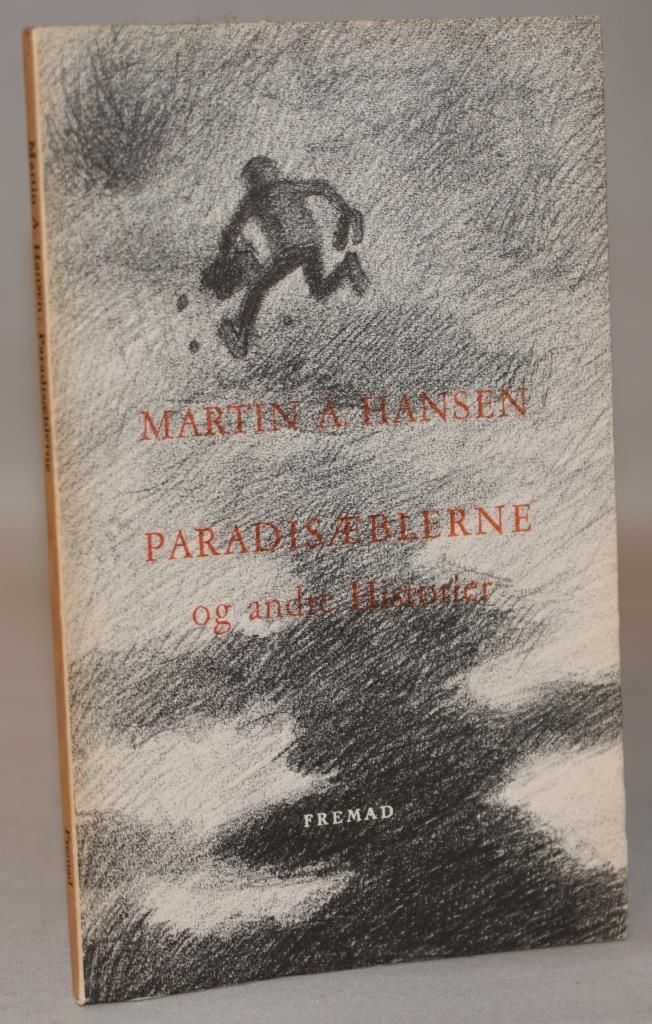 MARTIN A. HANSEN
PARADISÆBLERNE
og andre Historier
FREMAD
Martin A. Hansen: Paradisæblerne
Fremad